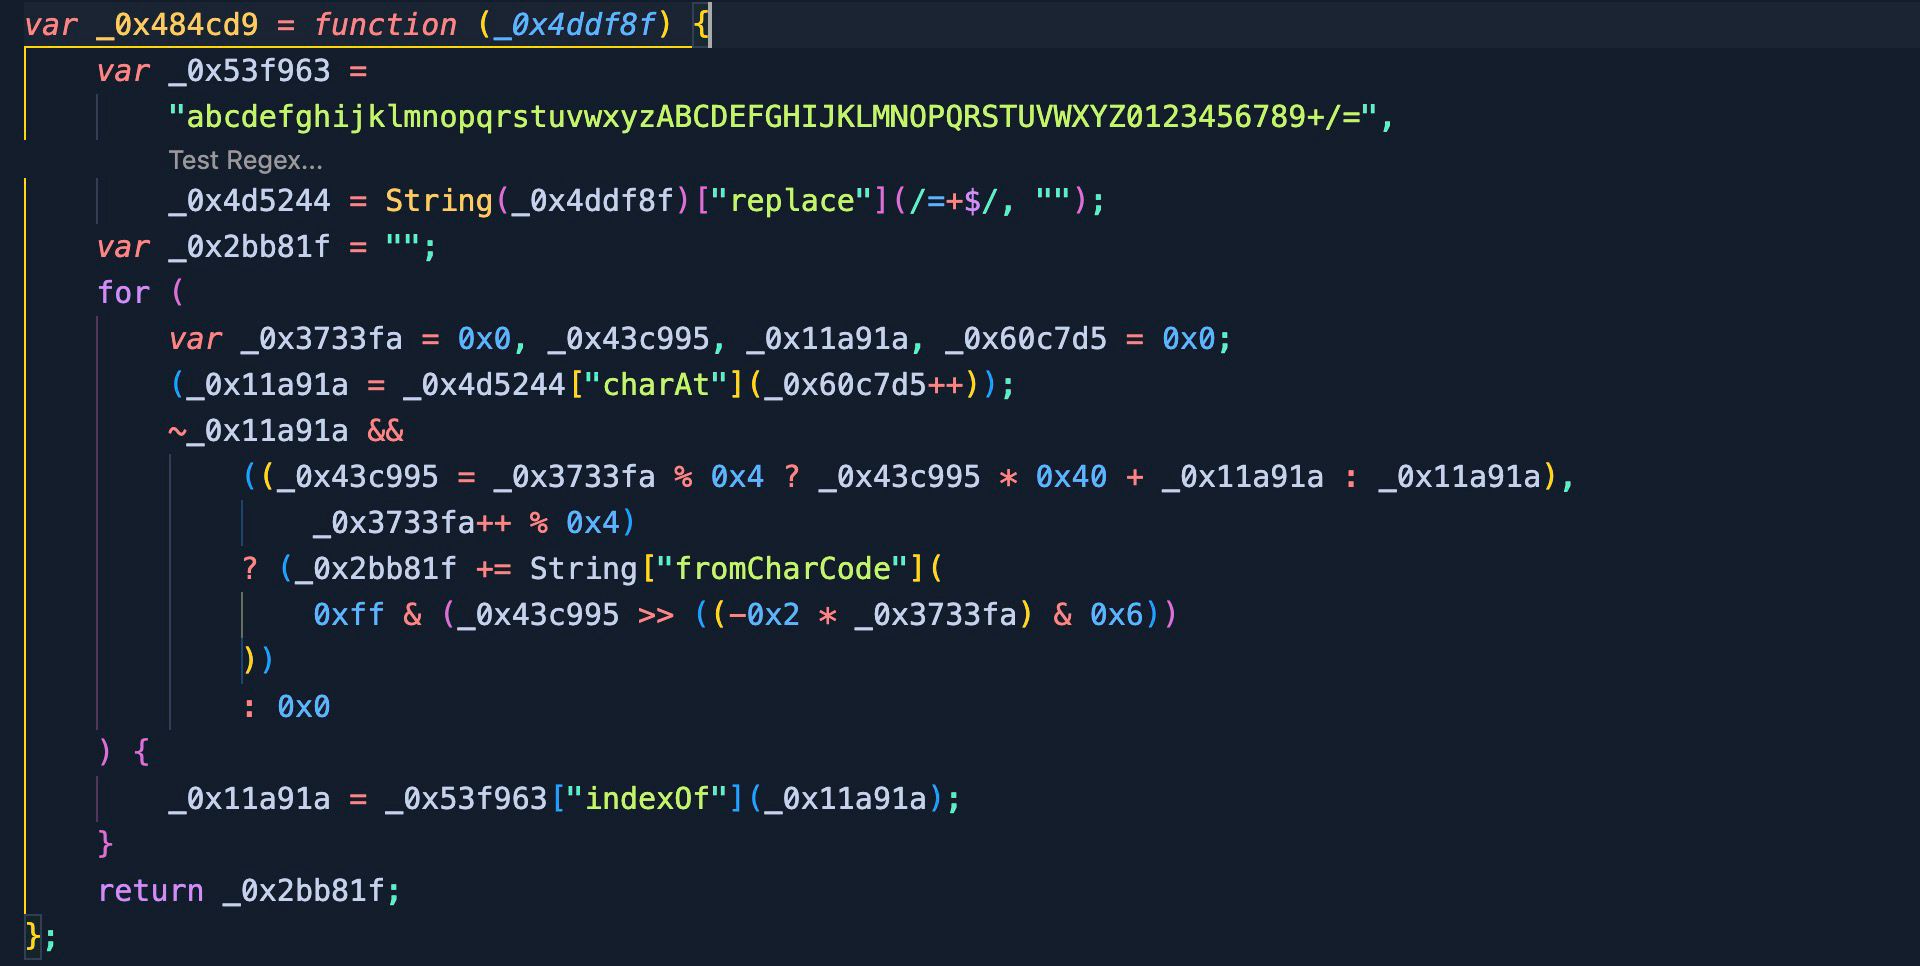 var _0x484cd9 = function (_0x4ddf8f) {
var _0x53f963 =
"abcdefghijklmnopqrstuvwxyzABCDEFGHIJKLMNOPQRSTUVWXYZ0123456789+/=",
Test Regex...
_0x4d5244 = String(_0x4ddf8f)["replace"](/=+$/, "");
var _0x2bb81f = "";
for (
var _0x3733fa = 0x0, _0x43c995, _0x11a91a, _0x60c7d5 = 0x0;
(_0x11a91a = _0x4d5244["charAt"](_0x60c7d5++));
~_0x11a91a &&
((_0x43c995 = _0x3733fa % 0x4 ? _0x43c995 * 0x40 + _0x11a91a : _0x11a91a),
_0x3733fa++ % 0x4)
? (_0x2bb81f += String["fromCharCode"](
0xff & (_0x43c995 >> ((-0x2 * _0x3733fa) & 0x6))
))
: 0x0
) {
_0x11a91a = _0x53f963["indexOf"](_0x11a91a);
}
return _0x2bb81f;
};